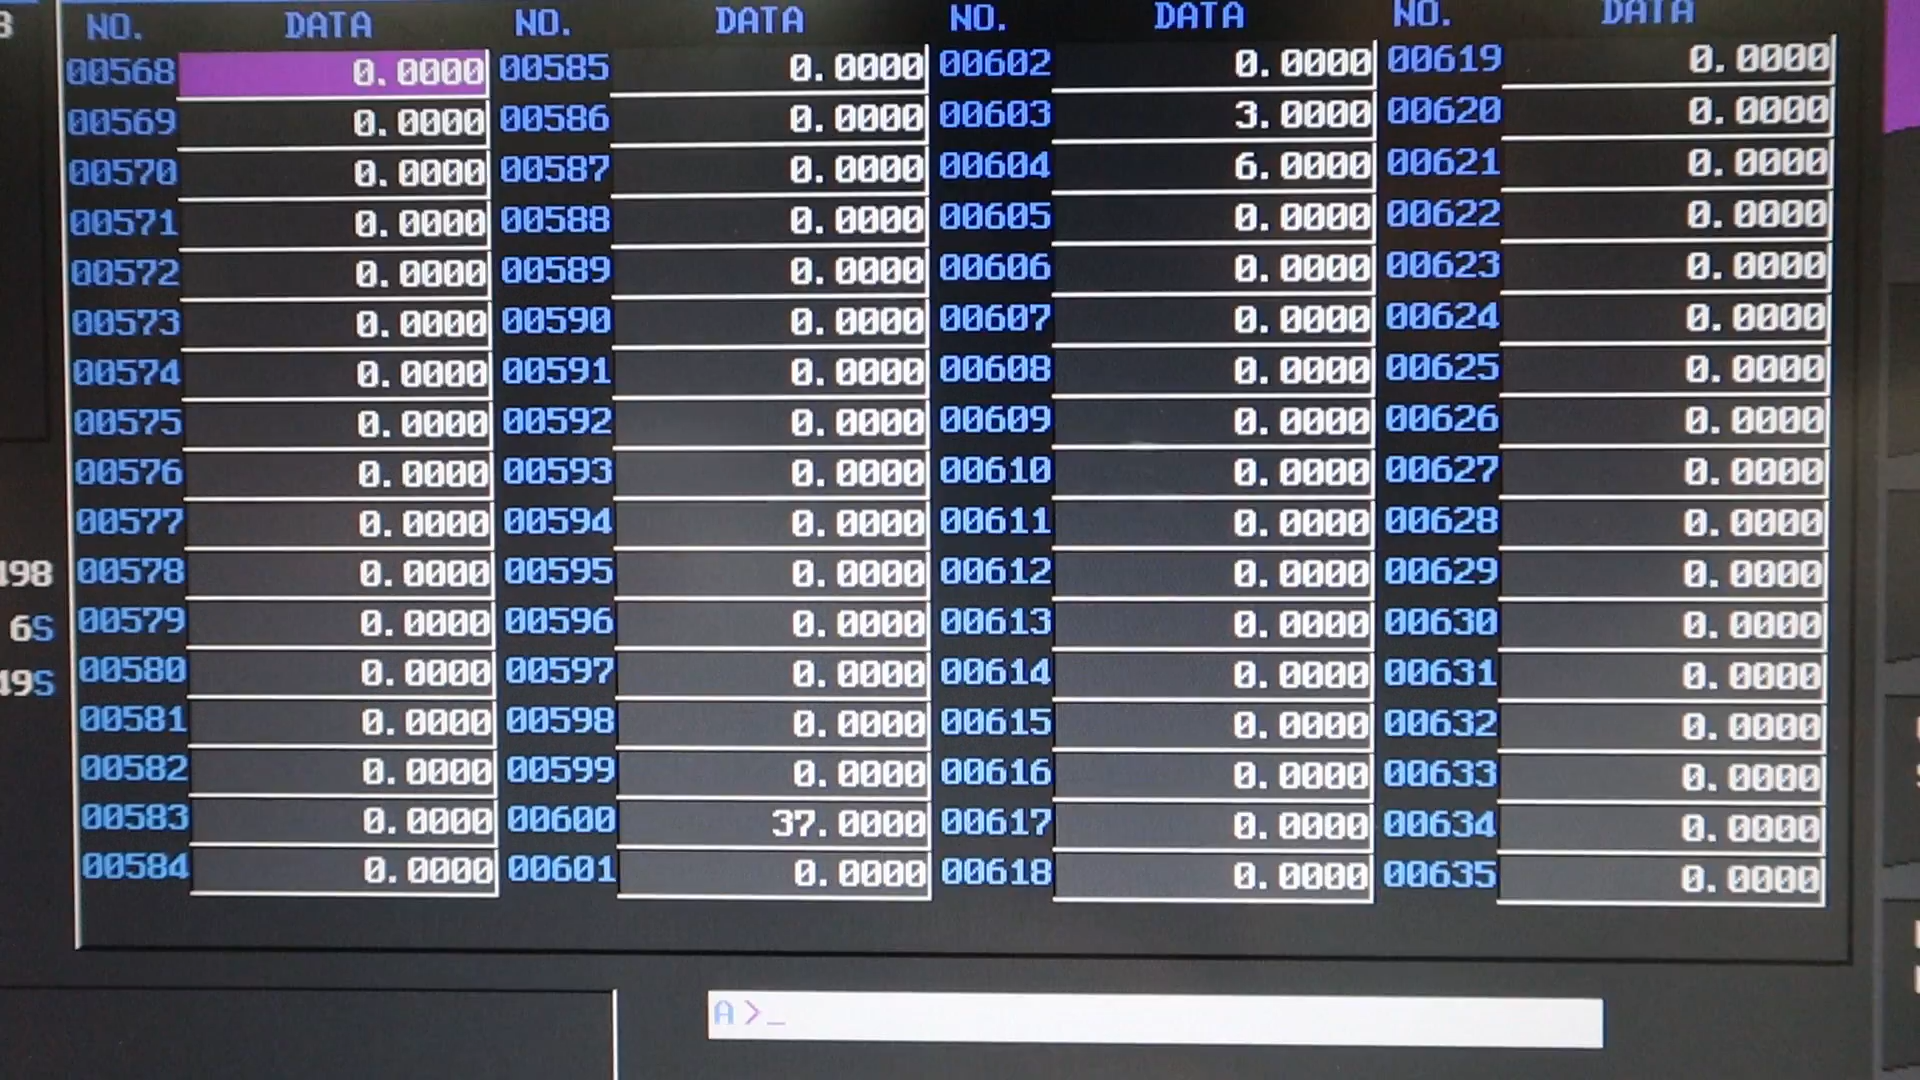 NO. DATA NO. DATA NO. DATA NO. DATA
00568 0.0000 00585 0.0000 00602 0.0000 00619 0.0000
00569 0.0000 00586 0.0000 00603 3.0000 00620 0.0000
00570 0.0000 00587 0.0000 00604 6.0000 00621 0.0000
00571 0.0000 00588 0.0000 00605 0.0000 00622 0.0000
00572 0.0000 00589 0.0000 00606 0.0000 00623 0.0000
00573 0.0000 00590 0.0000 00607 0.0000 00624 0.0000
00574 0.0000 00591 0.0000 00608 0.0000 00625 0.0000
00575 0.0000 00592 0.0000 00609 0.0000 00626 0.0000
00576 0.0000 00593 0.0000 00610 0.0000 00627 0.0000
00577 0.0000 00594 0.0000 00611 0.0000 00628 0.0000
98 00578 0.0000 00595 0.0000 00612 0.0000 00629 0.0000
6S 00579 0.0000 00596 0.0000 00613 0.0000 00630 0.0000
49S 00580 0.0000 00597 0.0000 00614 0.0000 00631 0.0000
00581 0.0000 00598 0.0000 00615 0.0000 00632 0.0000
00582 0.0000 00599 0.0000 00616 0.0000 00633 0.0000
00583 0.0000 00600 37.0000 00617 0.0000 00634 0.0000
00584 0.0000 00601 0.0000 00618 0.0000 00635 0.0000
A>_